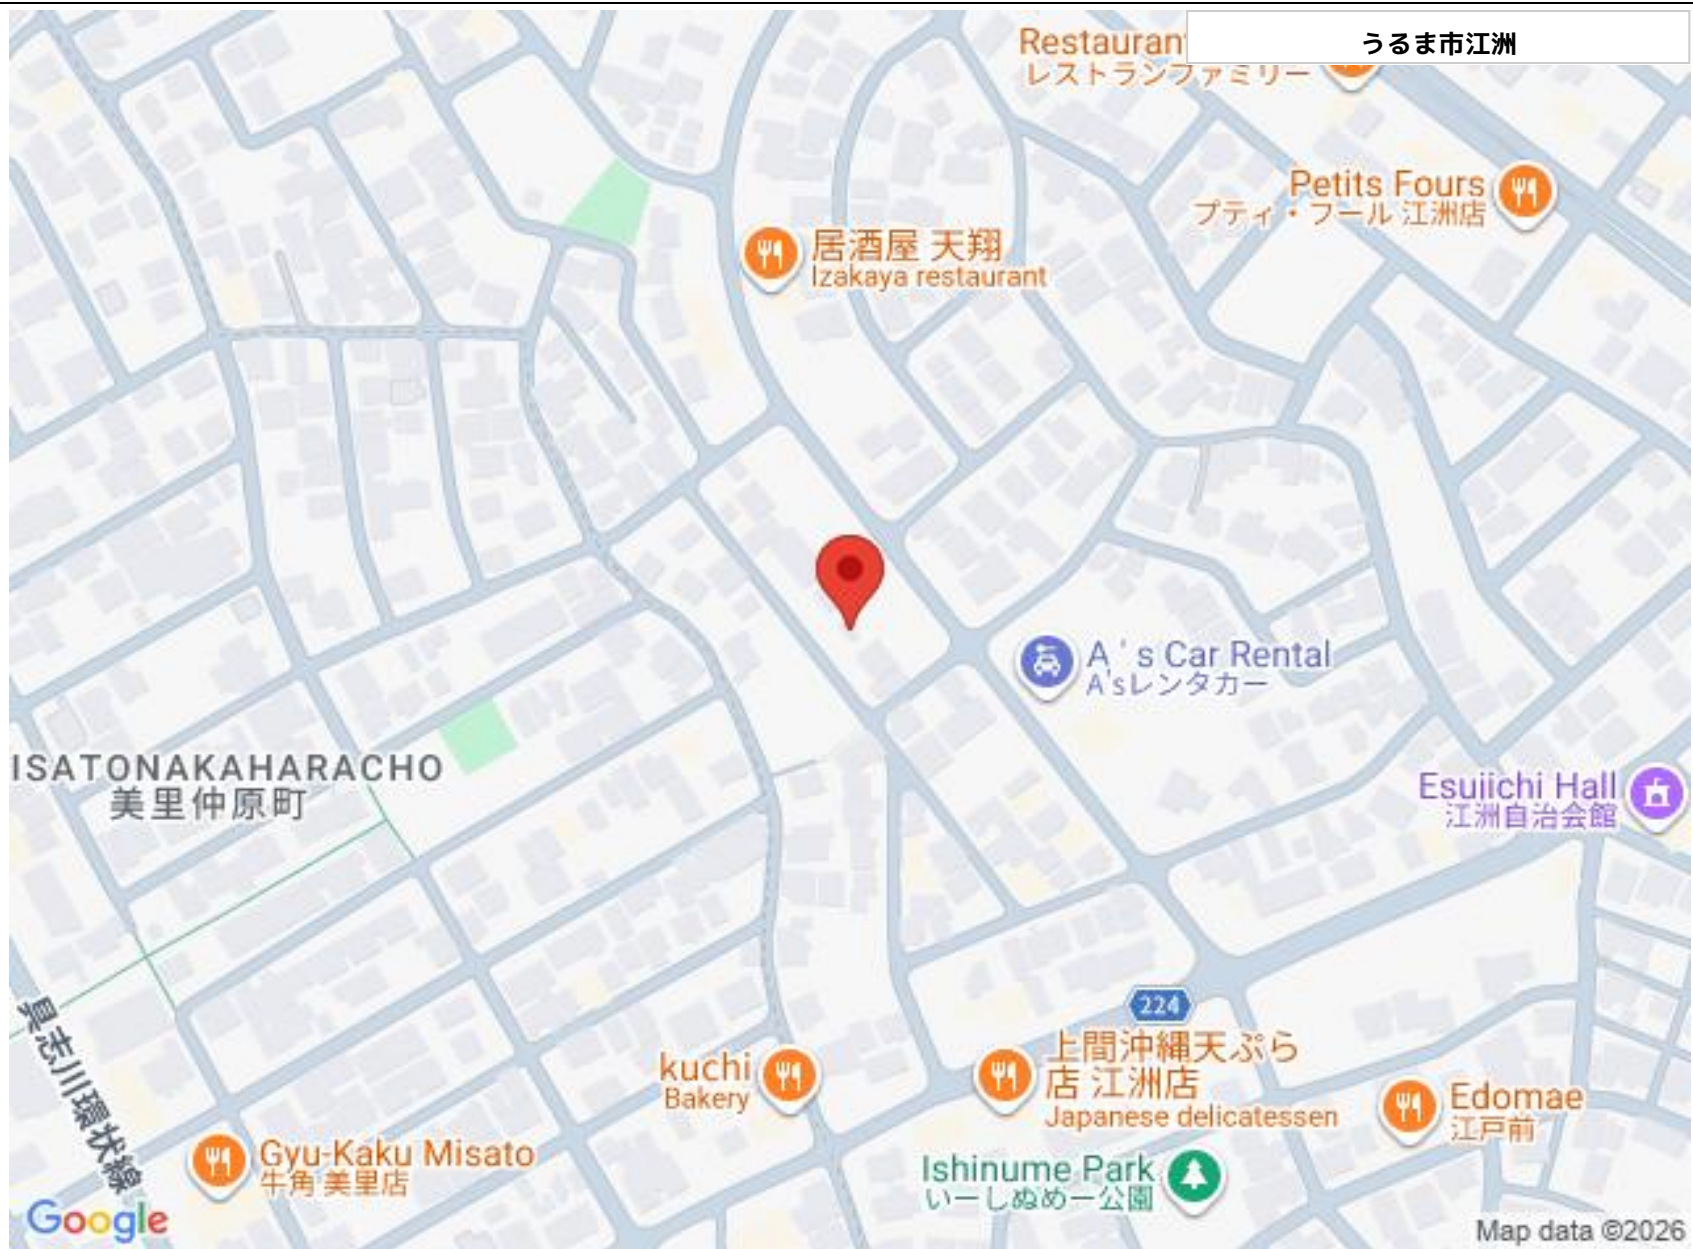 うるま市江洲
Restauran
レストランファミリー
Petits Fours
プティ・フール 江洲店
居酒屋 天翔
Izakaya restaurant
A's Car Rental
A'sレンタカー
ISATONAKAHARACHO
美里仲原町
Esujichi Hall
江洲自治会館
具志川環状線
224
上間沖縄天ぷら
店 江洲店
Japanese delicatessen
kuchi
Bakery
Edomae
江戸前
Gyu-Kaku Misato
牛角 美里店
Ishinume Park
いーしぬめー公園
Google
Map data ©2026